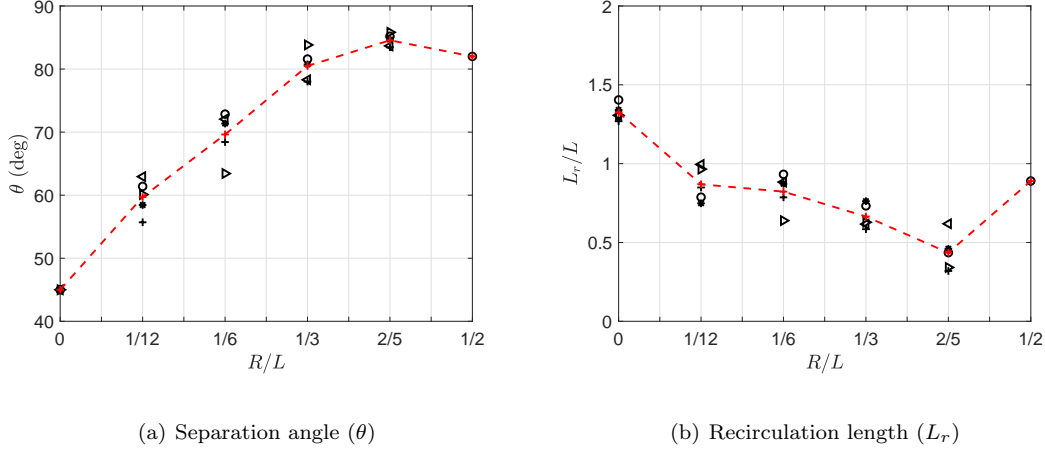 90
80
70
60
50
40
θ (deg)
0 1/12 1/6 1/3 2/5 1/2
R/L
(a) Separation angle (θ)
2
1.5
1
0.5
0
L_r/L
0 1/12 1/6 1/3 2/5 1/2
R/L
(b) Recirculation length (L_r)